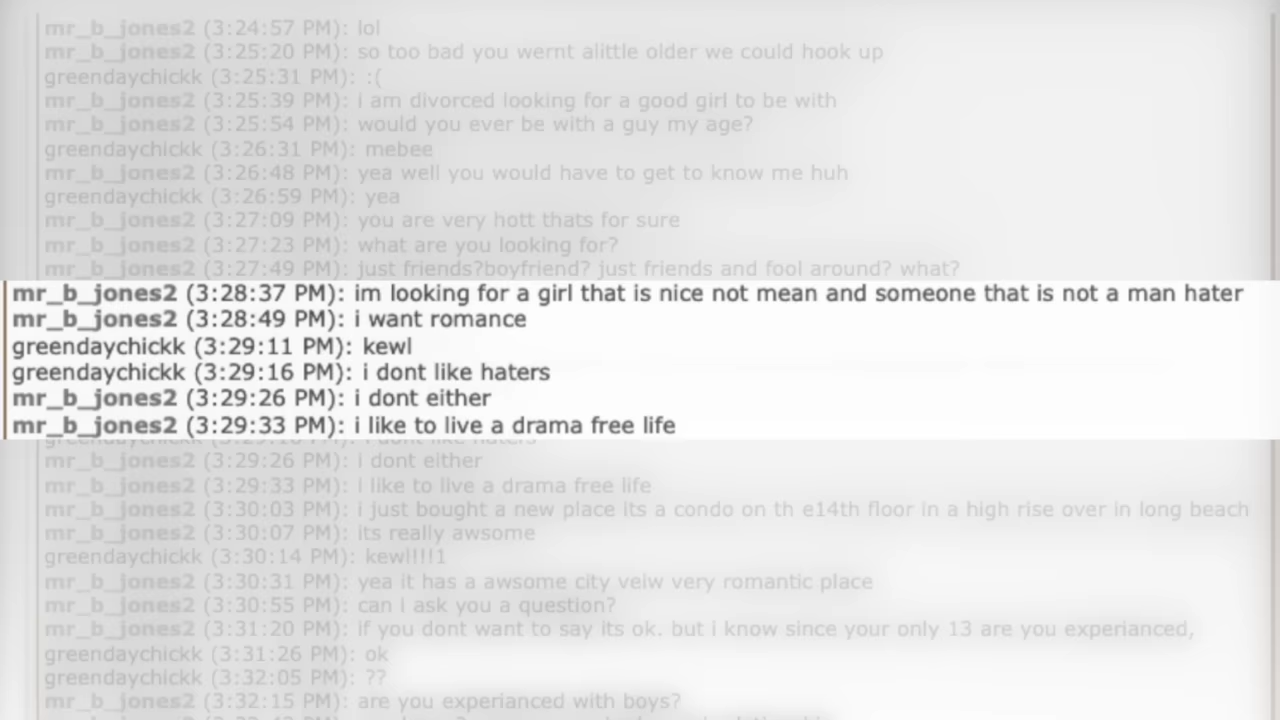 mr_b_jones2 (3:24:57 PM): lol
mr_b_jones2 (3:25:20 PM): so too bad you wernt alittle older we could hook up
greendaychickk (3:25:31 PM): :(
mr_b_jones2 (3:25:39 PM): i am divorced looking for a good girl to be with
mr_b_jones2 (3:25:54 PM): would you ever be with a guy my age?
greendaychickk (3:26:31 PM): mebee
mr_b_jones2 (3:26:48 PM): yea well you would have to get to know me huh
greendaychickk (3:26:59 PM): yea
mr_b_jones2 (3:27:09 PM): you are very hott thats for sure
mr_b_jones2 (3:27:23 PM): what are you looking for?
mr_b_jones2 (3:27:49 PM): just friends?boyfriend? just friends and fool around? what?
mr_b_jones2 (3:28:37 PM): im looking for a girl that is nice not mean and someone that is not a man hater
mr_b_jones2 (3:28:49 PM): i want romance
greendaychickk (3:29:11 PM): kewl
greendaychickk (3:29:16 PM): i dont like haters
mr_b_jones2 (3:29:26 PM): i dont either
mr_b_jones2 (3:29:33 PM): i like to live a drama free life
greendaychickk (3:29:16 PM): i dont like haters
mr_b_jones2 (3:29:26 PM): i dont either
mr_b_jones2 (3:29:33 PM): i like to live a drama free life
mr_b_jones2 (3:30:03 PM): i just bought a new place its a condo on th e14th floor in a high rise over in long beach
mr_b_jones2 (3:30:07 PM): its really awsome
greendaychickk (3:30:14 PM): kewl!!!!1
mr_b_jones2 (3:30:31 PM): yea it has a awsome city veiw very romantic place
mr_b_jones2 (3:30:55 PM): can i ask you a question?
mr_b_jones2 (3:31:20 PM): if you dont want to say its ok. but i know since your only 13 are you experianced,
greendaychickk (3:31:26 PM): ok
greendaychickk (3:32:05 PM): ??
mr_b_jones2 (3:32:15 PM): are you experianced with boys?